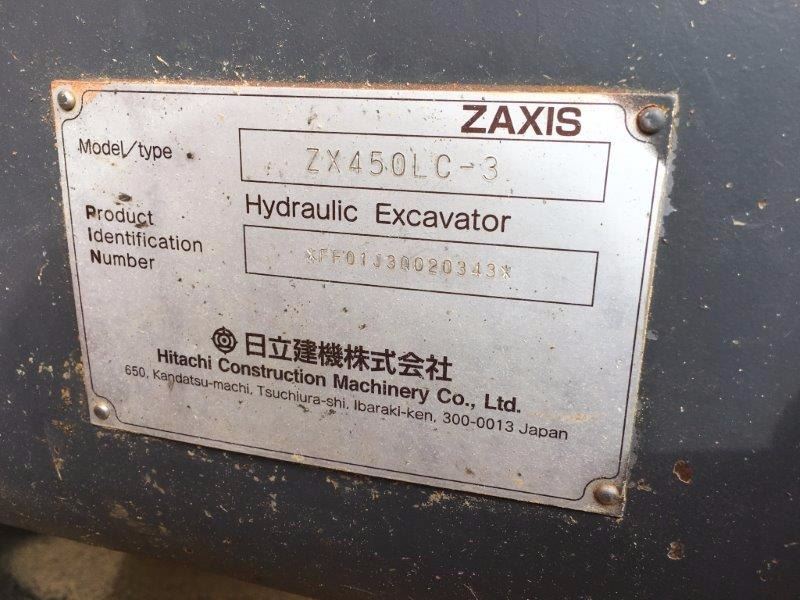 ZAXIS
Model/type ZX450LC-3
Hydraulic Excavator
Product
Identification
Number
*FF01J3Q020343*
日立建機株式会社
Hitachi Construction Machinery Co., Ltd.
650, Kandatsu-machi, Tsuchiura-shi, Ibaraki-ken, 300-0013 Japan